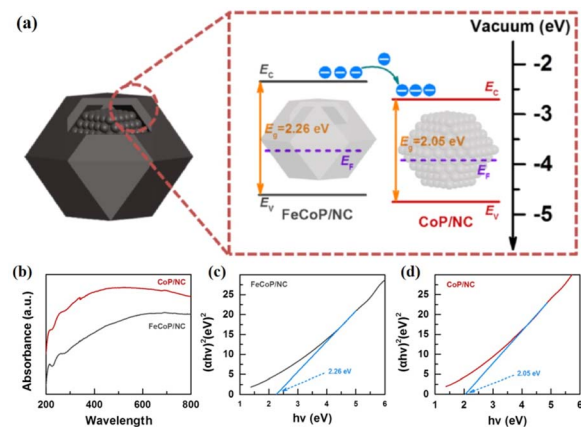 (a)
Vacuum (eV)
-2
-3
-4
-5
E_C
E_g=2.26 eV
E_F
E_V
FeCoP/NC
E_C
E_g=2.05 eV
E_F
E_V
CoP/NC
(b)
Absorbance (a.u.)
CoP/NC
FeCoP/NC
200 400 600 800
Wavelength
(c)
(αhν)²(eV)²
FeCoP/NC
25
20
15
10
5
0
2.26 eV
1 2 3 4 5 6
hν (eV)
(d)
(αhν)²(eV)²
CoP/NC
25
20
15
10
5
0
2.05 eV
1 2 3 4 5 6
hν (eV)